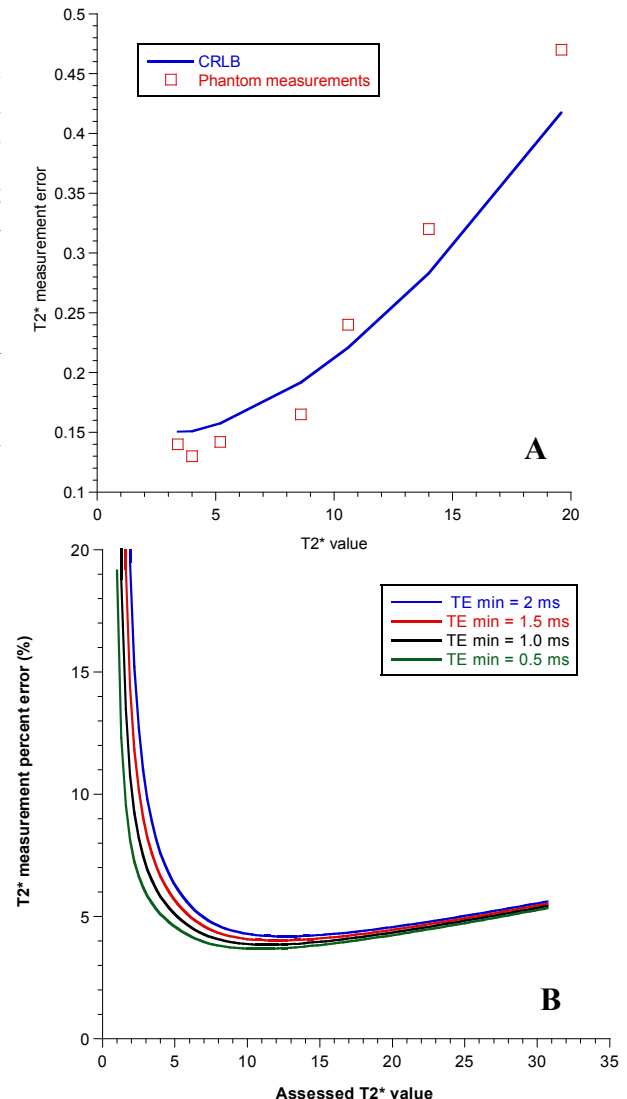 0.5
0.45
0.4
0.35
0.3
0.25
0.2
0.15
0.1
T2* measurement error
CRLB
Phantom measurements
A
0 5 10 15 20
T2* value
20
15
10
5
0
T2* measurement percent error (%)
TE min = 2 ms
TE min = 1.5 ms
TE min = 1.0 ms
TE min = 0.5 ms
B
0 5 10 15 20 25 30 35
Assessed T2* value